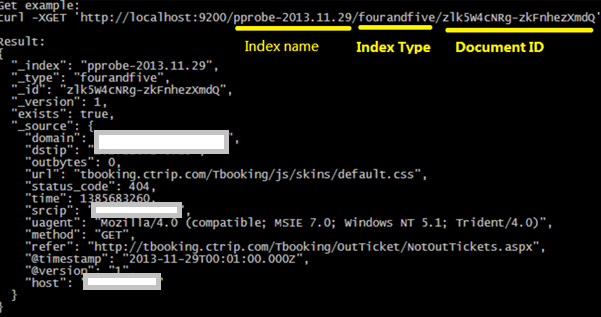 Get example:
curl -XGET 'http://localhost:9200/pprobe-2013.11.29/fourandfive/zlk5W4cNRg-zkFnhezXmdQ'
Index name Index Type Document ID
Result:
{
"_index": "pprobe-2013.11.29",
"_type": "fourandfive",
"_id": "zlk5W4cNRg-zkFnhezXmdQ",
"_version": 1,
"exists": true,
"_source": {
"domain": ",
"dstip": "
"outbytes": 0,
"url": "tbooking.ctrip.com/Tbooking/js/skins/default.css",
"status_code": 404,
"time": 1385683260,
"srcip": ",
"uagent": "Mozilla/4.0 (compatible; MSIE 7.0; Windows NT 5.1; Trident/4.0)",
"method": "GET",
"refer": "http://tbooking.ctrip.com/Tbooking/OutTicket/NotOutTickets.aspx",
"@timestamp": "2013-11-29T00:01:00.000Z",
"@version": "1"
"host": "
}
}